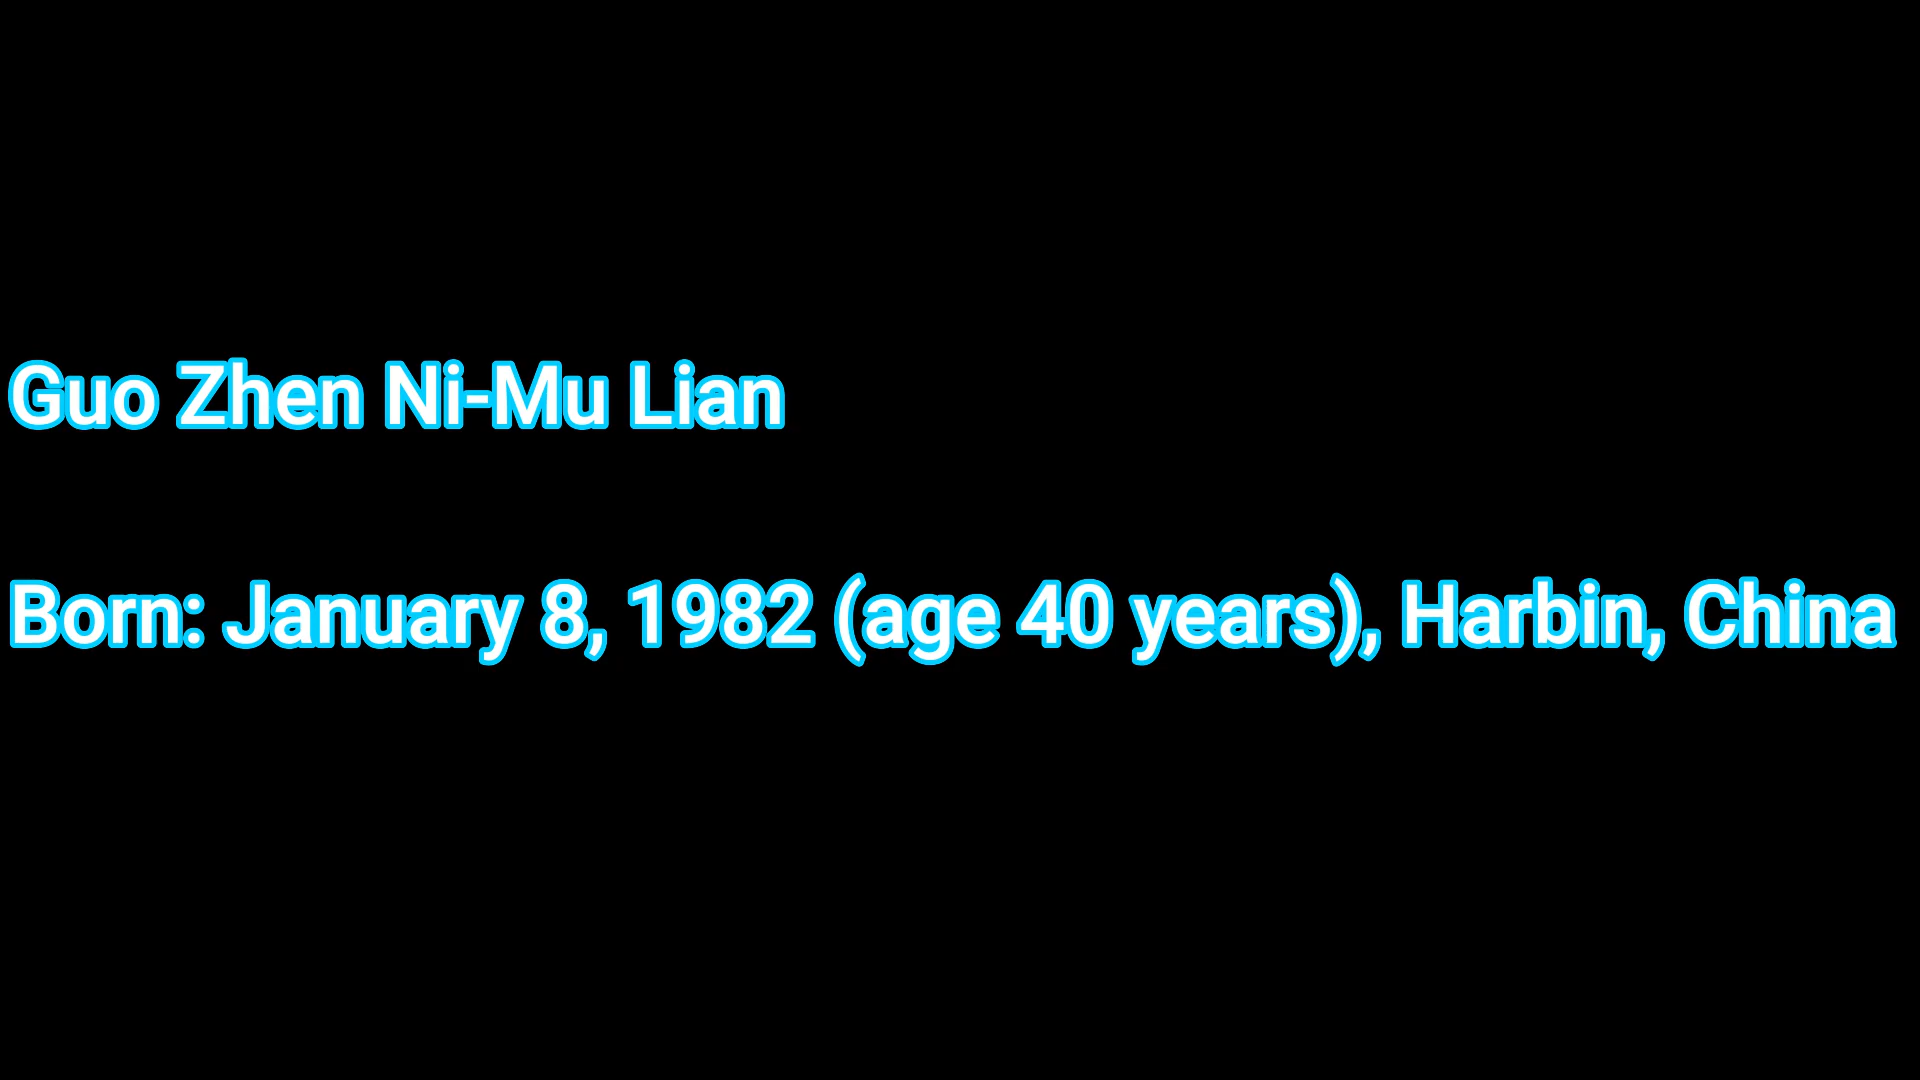 Guo Zhen Ni-Mu Lian
Born: January 8, 1982 (age 40 years), Harbin, China